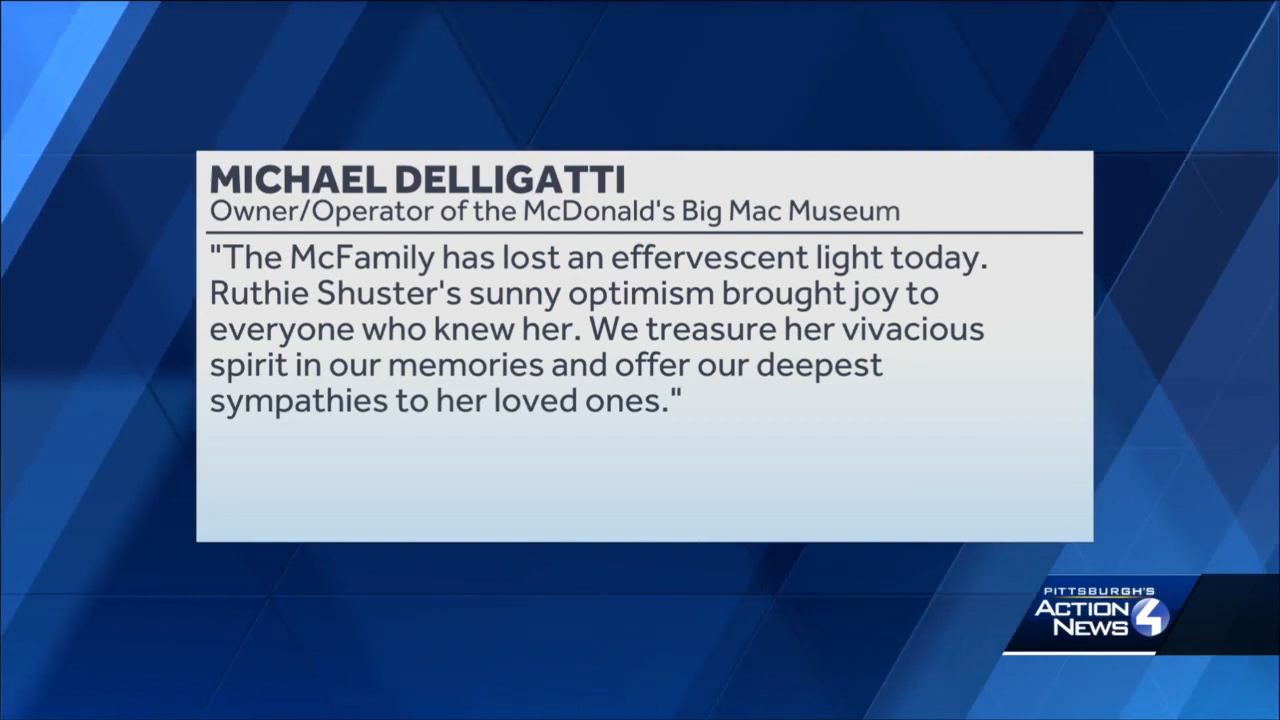 MICHAEL DELLIGATTI
Owner/Operator of the McDonald's Big Mac Museum
"The McFamily has lost an effervescent light today.
Ruthie Shuster's sunny optimism brought joy to
everyone who knew her. We treasure her vivacious
spirit in our memories and offer our deepest
sympathies to her loved ones."
PITTSBURGH'S
ACTION
NEWS 4